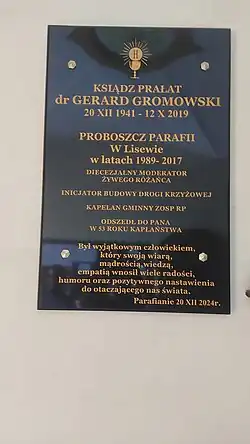 KSIĄDZ PRAŁAT
dr GERARD GROMOWSKI
20 XII 1941 - 12 X 2019
PROBOSZCZ PARAFII
W Lisewie
w latach 1989- 2017
DIECEZJALNY MODERATOR
ŻYWEGO RÓŻAŃCA
INICJATOR BUDOWY DROGI KRZYŻOWEJ
KAPELAN GMINNY ZOSP RP
ODSZEDŁ DO PANA
W 53 ROKU KAPŁAŃSTWA
Był wyjątkowym człowiekiem,
który swoją wiarą,
mądrością,wiedzą,
empatią wnosił wiele radości,
humoru oraz pozytywnego nastawienia
do otaczającego nas świata.
Parafianie 20 XII 2024r.